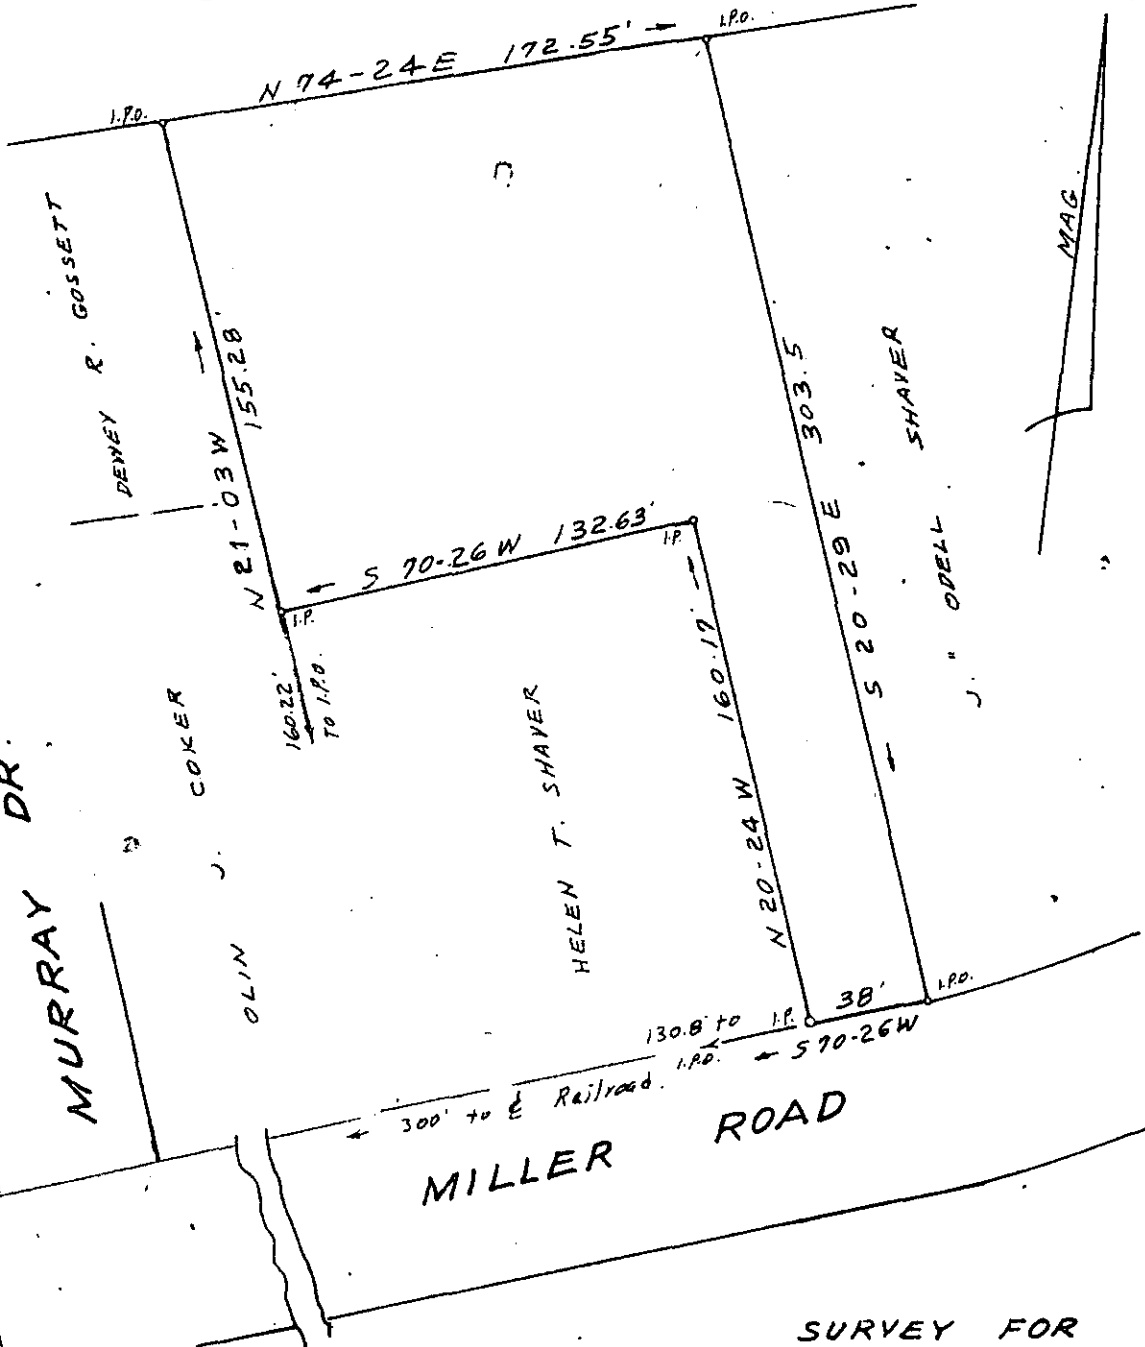 N 74-24 E 172.55'
I.P.O.
I.P.O.
DEWEY R. GOSSETT
N 21-03 W 155.28'
MAG.
S 20-29 E 303.5
J. " ODELL SHAVER
S 70-26 W 132.63'
I.P.
I.P.
160.22'
TO I.P.O.
N 20-24 W 160.17'
HELEN T. SHAVER
OLIN J. COKER
MURRAY DR.
38'
I.P.O.
I.P.
130.8' to
I.P.O.
S 70-26 W
300' to ⅊ Railroad.
MILLER ROAD
SURVEY FOR